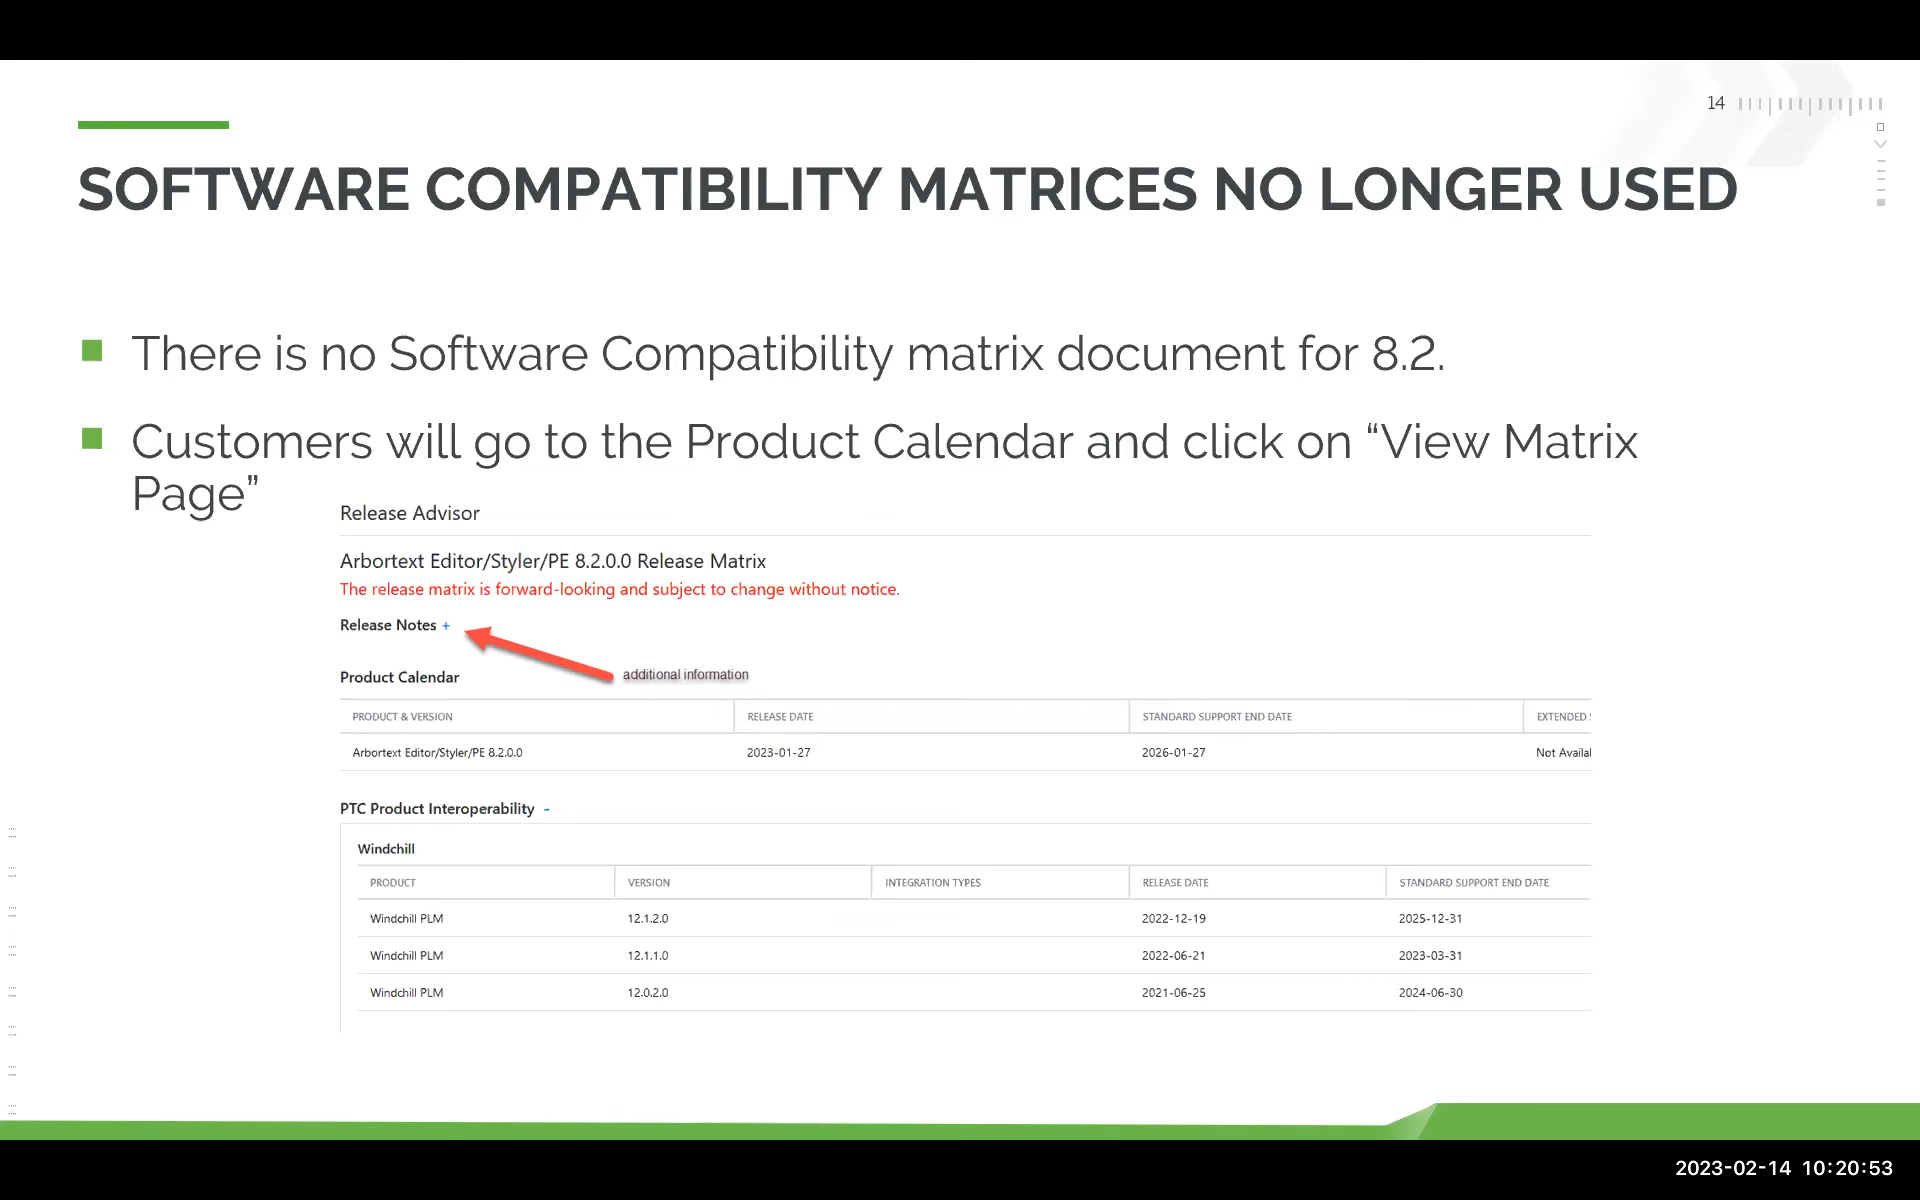 14
SOFTWARE COMPATIBILITY MATRICES NO LONGER USED
There is no Software Compatibility matrix document for 8.2.
Customers will go to the Product Calendar and click on “View Matrix
Page”
Release Advisor
Arbortext Editor/Styler/PE 8.2.0.0 Release Matrix
The release matrix is forward-looking and subject to change without notice.
Release Notes +
additional information
Product Calendar
PRODUCT & VERSION RELEASE DATE STANDARD SUPPORT END DATE EXTENDED
Arbortext Editor/Styler/PE 8.2.0.0 2023-01-27 2026-01-27 Not Availal
PTC Product Interoperability -
Windchill
PRODUCT VERSION INTEGRATION TYPES RELEASE DATE STANDARD SUPPORT END DATE
Windchill PLM 12.1.2.0 2022-12-19 2025-12-31
Windchill PLM 12.1.1.0 2022-06-21 2023-03-31
Windchill PLM 12.0.2.0 2021-06-25 2024-06-30
2023-02-14 10:20:53